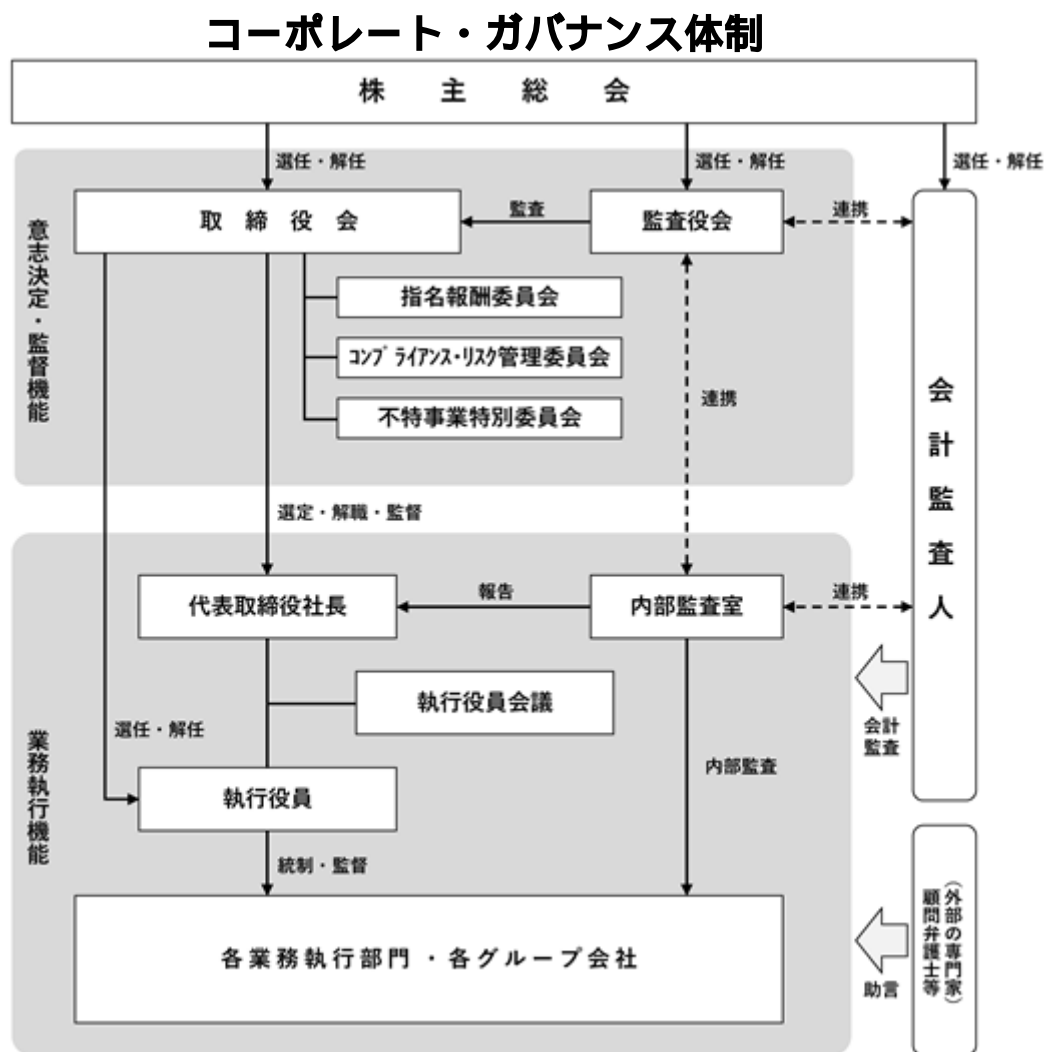 コーポレート・ガバナンス体制
株主総会
選任・解任
選任・解任
選任・解任
意志決定・監督機能
取締役会
監査
監査役会
連携
指名報酬委員会
コンプライアンス・リスク管理委員会
不特事業特別委員会
連携
会計監査人
選定・解職・監督
業務執行機能
代表取締役社長
報告
内部監査室
連携
執行役員会議
選任・解任
会計
監査
内部監査
執行役員
統制・監督
各業務執行部門・各グループ会社
助言
(外部の専門家)
顧問弁護士等